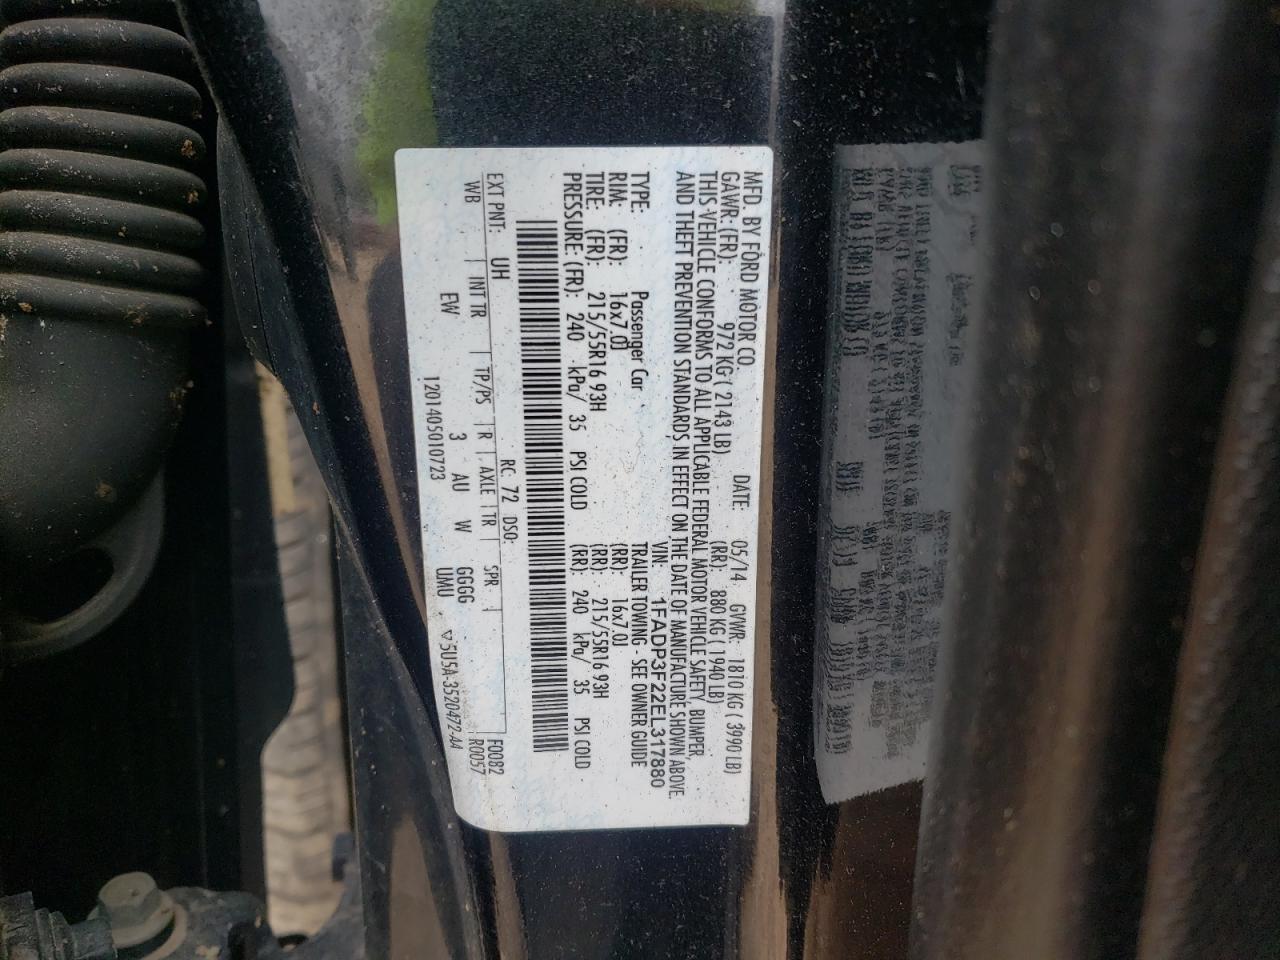 MFD. BY FORD MOTOR CO.
DATE: 05/14 GVWR: 1810 KG ( 3990 LB)
GAWR: (FR): 972 KG ( 2143 LB) (RR): 880 KG ( 1940 LB)
THIS VEHICLE CONFORMS TO ALL APPLICABLE FEDERAL MOTOR VEHICLE SAFETY, BUMPER,
AND THEFT PREVENTION STANDARDS IN EFFECT ON THE DATE OF MANUFACTURE SHOWN ABOVE.
VIN: 1FADP3F22EL317880
TYPE: Passenger Car TRAILER TOWING - SEE OWNER GUIDE
RIM: (FR): 16x7.0J (RR): 16x7.0J
TIRE: (FR): 215/55R16 93H (RR): 215/55R16 93H
PRESSURE: (FR): 240 kPa/ 35 PSI COLD (RR): 240 kPa/ 35 PSI COLD
EXT PNT: UH RC: 72 DSO: F0082
WB INT TR TP/PS R AXLE TR SPR R0057
EW 3 AU W GGGG UMU
120140501072 3 ▽5U5A-3520472-AA